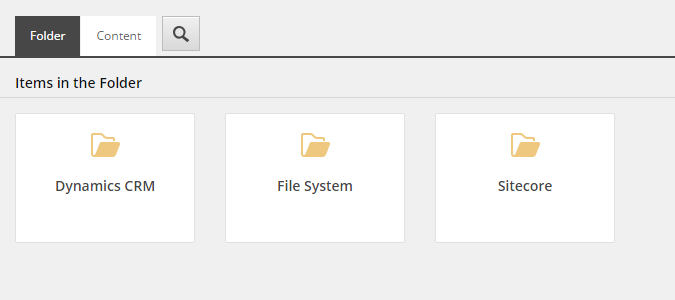 Folder Content
Items in the Folder
Dynamics CRM File System Sitecore